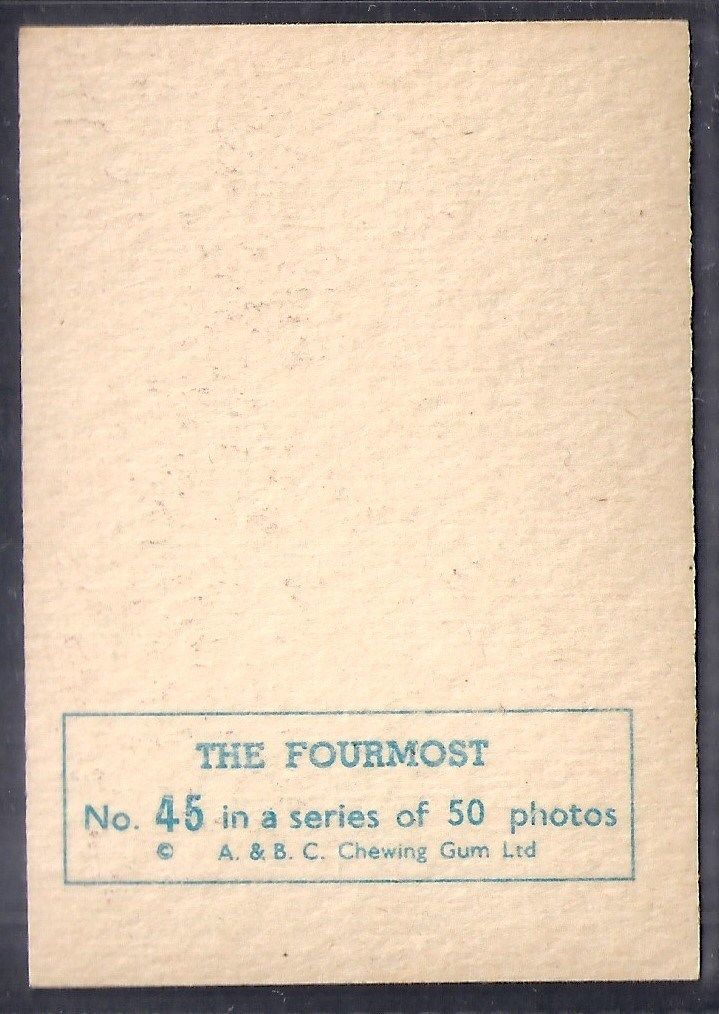 THE FOURMOST
No. 45 in a series of 50 photos
© A. & B. C. Chewing Gum Ltd